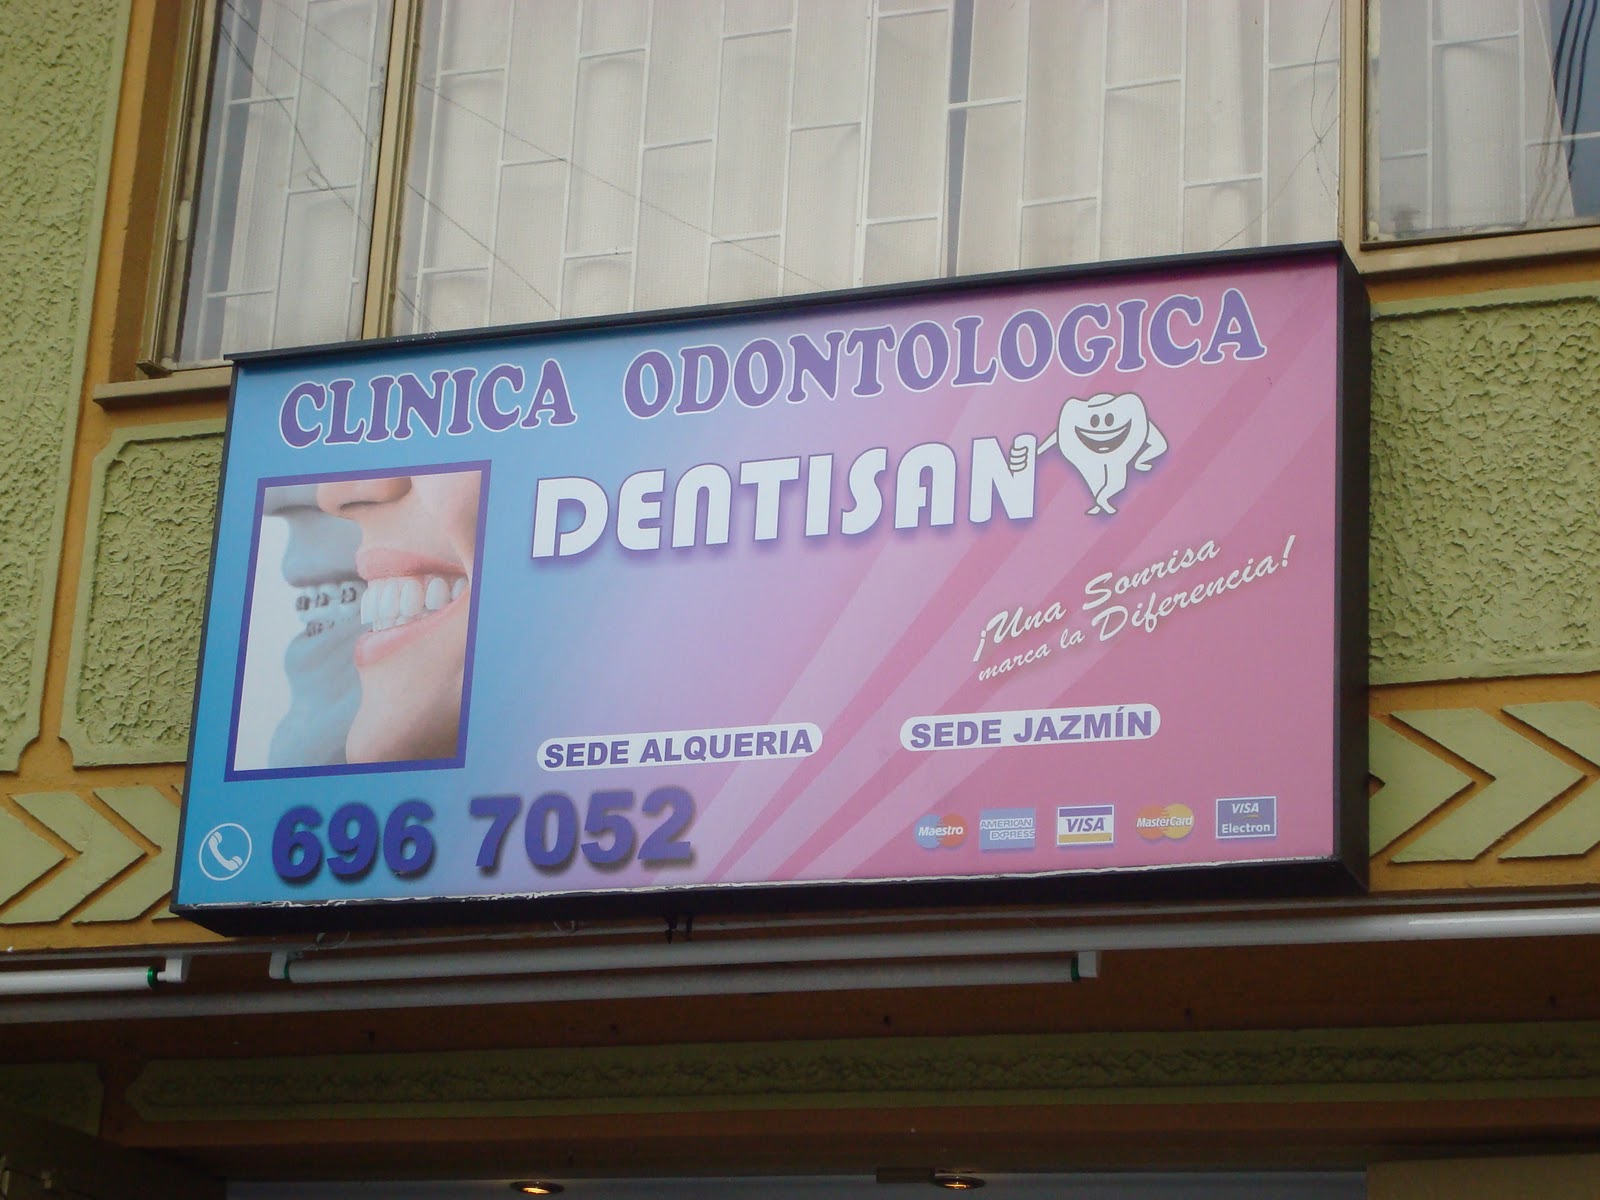 CLINICA ODONTOLOGICA
DENTISAN
¡Una Sonrisa
marca la Diferencia!
SEDE ALQUERIA SEDE JAZMÍN
696 7052
Maestro AMERICAN EXPRESS VISA MasterCard VISA Electron